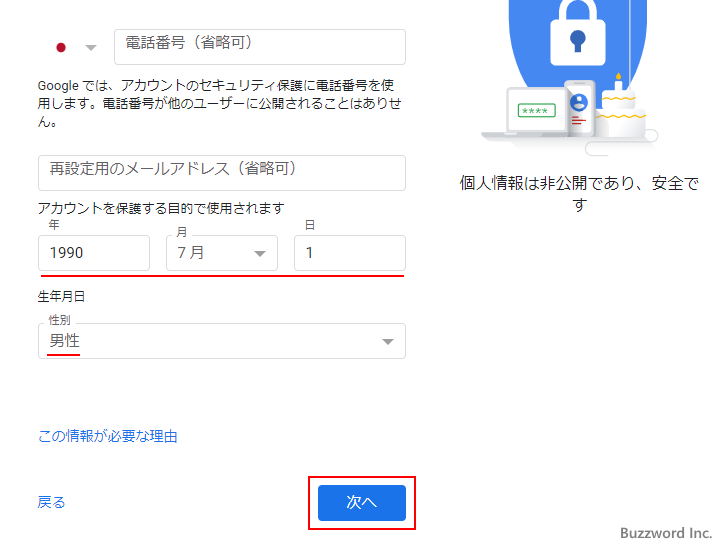 電話番号（省略可）
Google では、アカウントのセキュリティ保護に電話番号を使
用します。電話番号が他のユーザーに公開されることはありませ
ん。
再設定用のメールアドレス（省略可）
アカウントを保護する目的で使用されます
年 月 日
1990 7 月 1
生年月日
性別
男性
この情報が必要な理由
戻る 次へ
****
個人情報は非公開であり、安全で
す
Buzzword Inc.